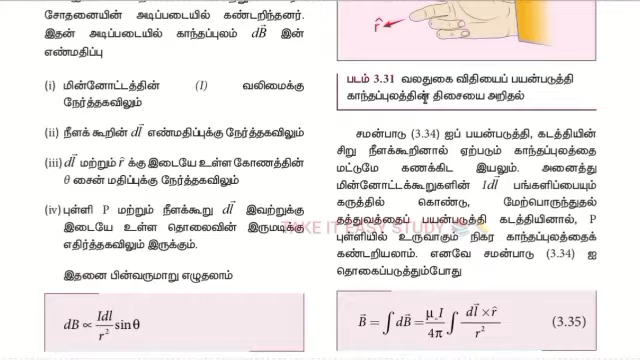 சோதனையின் அடிப்படையில் கண்டறிந்தனர்.
இதன் அடிப்படையில் காந்தப்புலம் dB⃗ இன்
எண்மதிப்பு
(i) மின்னோட்டத்தின் (I) வலிமைக்கு
நேர்த்தகவிலும்
(ii) நீளக் கூறின் dl⃗ எண்மதிப்புக்கு நேர்த்தகவிலும்
(iii) dl⃗ மற்றும் r̂ க்கு இடையே உள்ள கோணத்தின்
θ சைன் மதிப்புக்கு நேர்த்தகவிலும்
(iv) புள்ளி P மற்றும் நீளக்கூறு dl⃗ இவற்றுக்கு
இடையே உள்ள தொலைவின் இருமடிக்கு
எதிர்த்தகவிலும் இருக்கும்.
இதனை பின்வருமாறு எழுதலாம்
dB ∝ Idl/r² sinθ
r̂
படம் 3.31 வலதுகை விதியைப் பயன்படுத்தி
காந்தப்புலத்தின் திசையை அறிதல்
சமன்பாடு (3.34) ஐப் பயன்படுத்தி, கடத்தியின்
சிறு நீளக்கூறினால் ஏற்படும் காந்தப்புலத்தை
மட்டுமே கணக்கிட இயலும். அனைத்து
மின்னோட்டக்கூறுகளின் Idl⃗ பங்களிப்பையும்
கருத்தில் கொண்டு, மேற்பொருந்துதல்
தத்துவத்தைப் பயன்படுத்தி கடத்தியினால், P
புள்ளியில் உருவாகும் நிகர காந்தப்புலத்தைக்
கண்டறியலாம். எனவே சமன்பாடு (3.34) ஐ
தொகைப்படுத்தும்போது
B⃗ = ∫ dB⃗ = μ₀I/4π ∫ dl⃗ × r̂/r² (3.35)
TAKE IT EASY STUDY